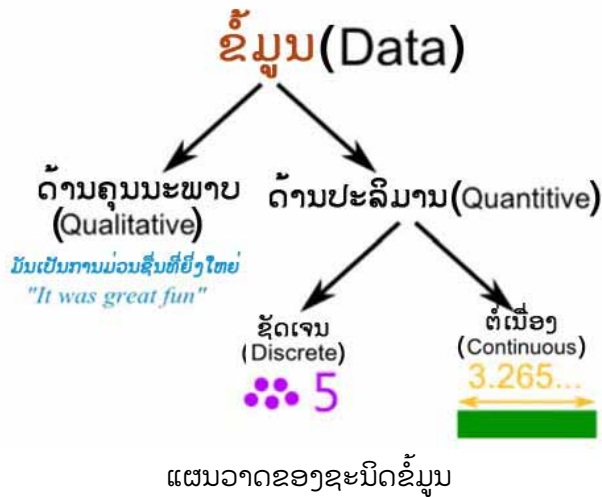 ຂໍ້ມູນ(Data)
ດ້ານຄຸນນະພາບ
(Qualitative)
ມັນເປັນການມ່ວນຊື່ນທີ່ຍິ່ງໃຫຍ່
"It was great fun"
ດ້ານປະລິມານ(Quantitive)
ຊັດເຈນ
(Discrete)
5
ຕໍ່ເນື່ອງ
(Continuous)
3.265...
ແຜນວາດຂອງຊະນິດຂໍ້ມູນ